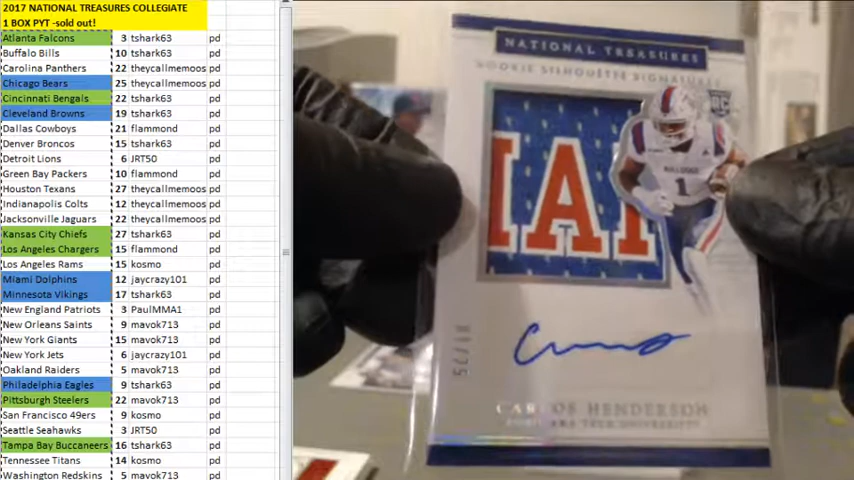 2017 NATIONAL TREASURES COLLEGIATE
1 BOX PYT -sold out!
Atlanta Falcons 3 tshark63 pd
Buffalo Bills 10 tshark63 pd
Carolina Panthers 22 theycallmemoos pd
Chicago Bears 25 theycallmemoos pd
Cincinnati Bengals 22 tshark63 pd
Cleveland Browns 19 tshark63 pd
Dallas Cowboys 21 flammond pd
Denver Broncos 15 tshark63 pd
Detroit Lions 6 JRT50 pd
Green Bay Packers 10 flammond pd
Houston Texans 27 theycallmemoos pd
Indianapolis Colts 12 theycallmemoos pd
Jacksonville Jaguars 22 theycallmemoos pd
Kansas City Chiefs 27 tshark63 pd
Los Angeles Chargers 15 flammond pd
Los Angeles Rams 15 kosmo pd
Miami Dolphins 12 jaycrazy101 pd
Minnesota Vikings 17 tshark63 pd
New England Patriots 3 PaulMMA1 pd
New Orleans Saints 9 mavok713 pd
New York Giants 15 mavok713 pd
New York Jets 6 jaycrazy101 pd
Oakland Raiders 5 mavok713 pd
Philadelphia Eagles 9 tshark63 pd
Pittsburgh Steelers 22 mavok713 pd
San Francisco 49ers 9 kosmo pd
Seattle Seahawks 3 JRT50 pd
Tampa Bay Buccaneers 16 tshark63 pd
Tennessee Titans 14 kosmo pd
Washington Redskins 5 mavok713 pd
NATIONAL TREASURES
ROOKIE SILHOUETTE SIGNATURES
RC
BULLDOGS
1
HENDERSON
TECH UNIVERSITY